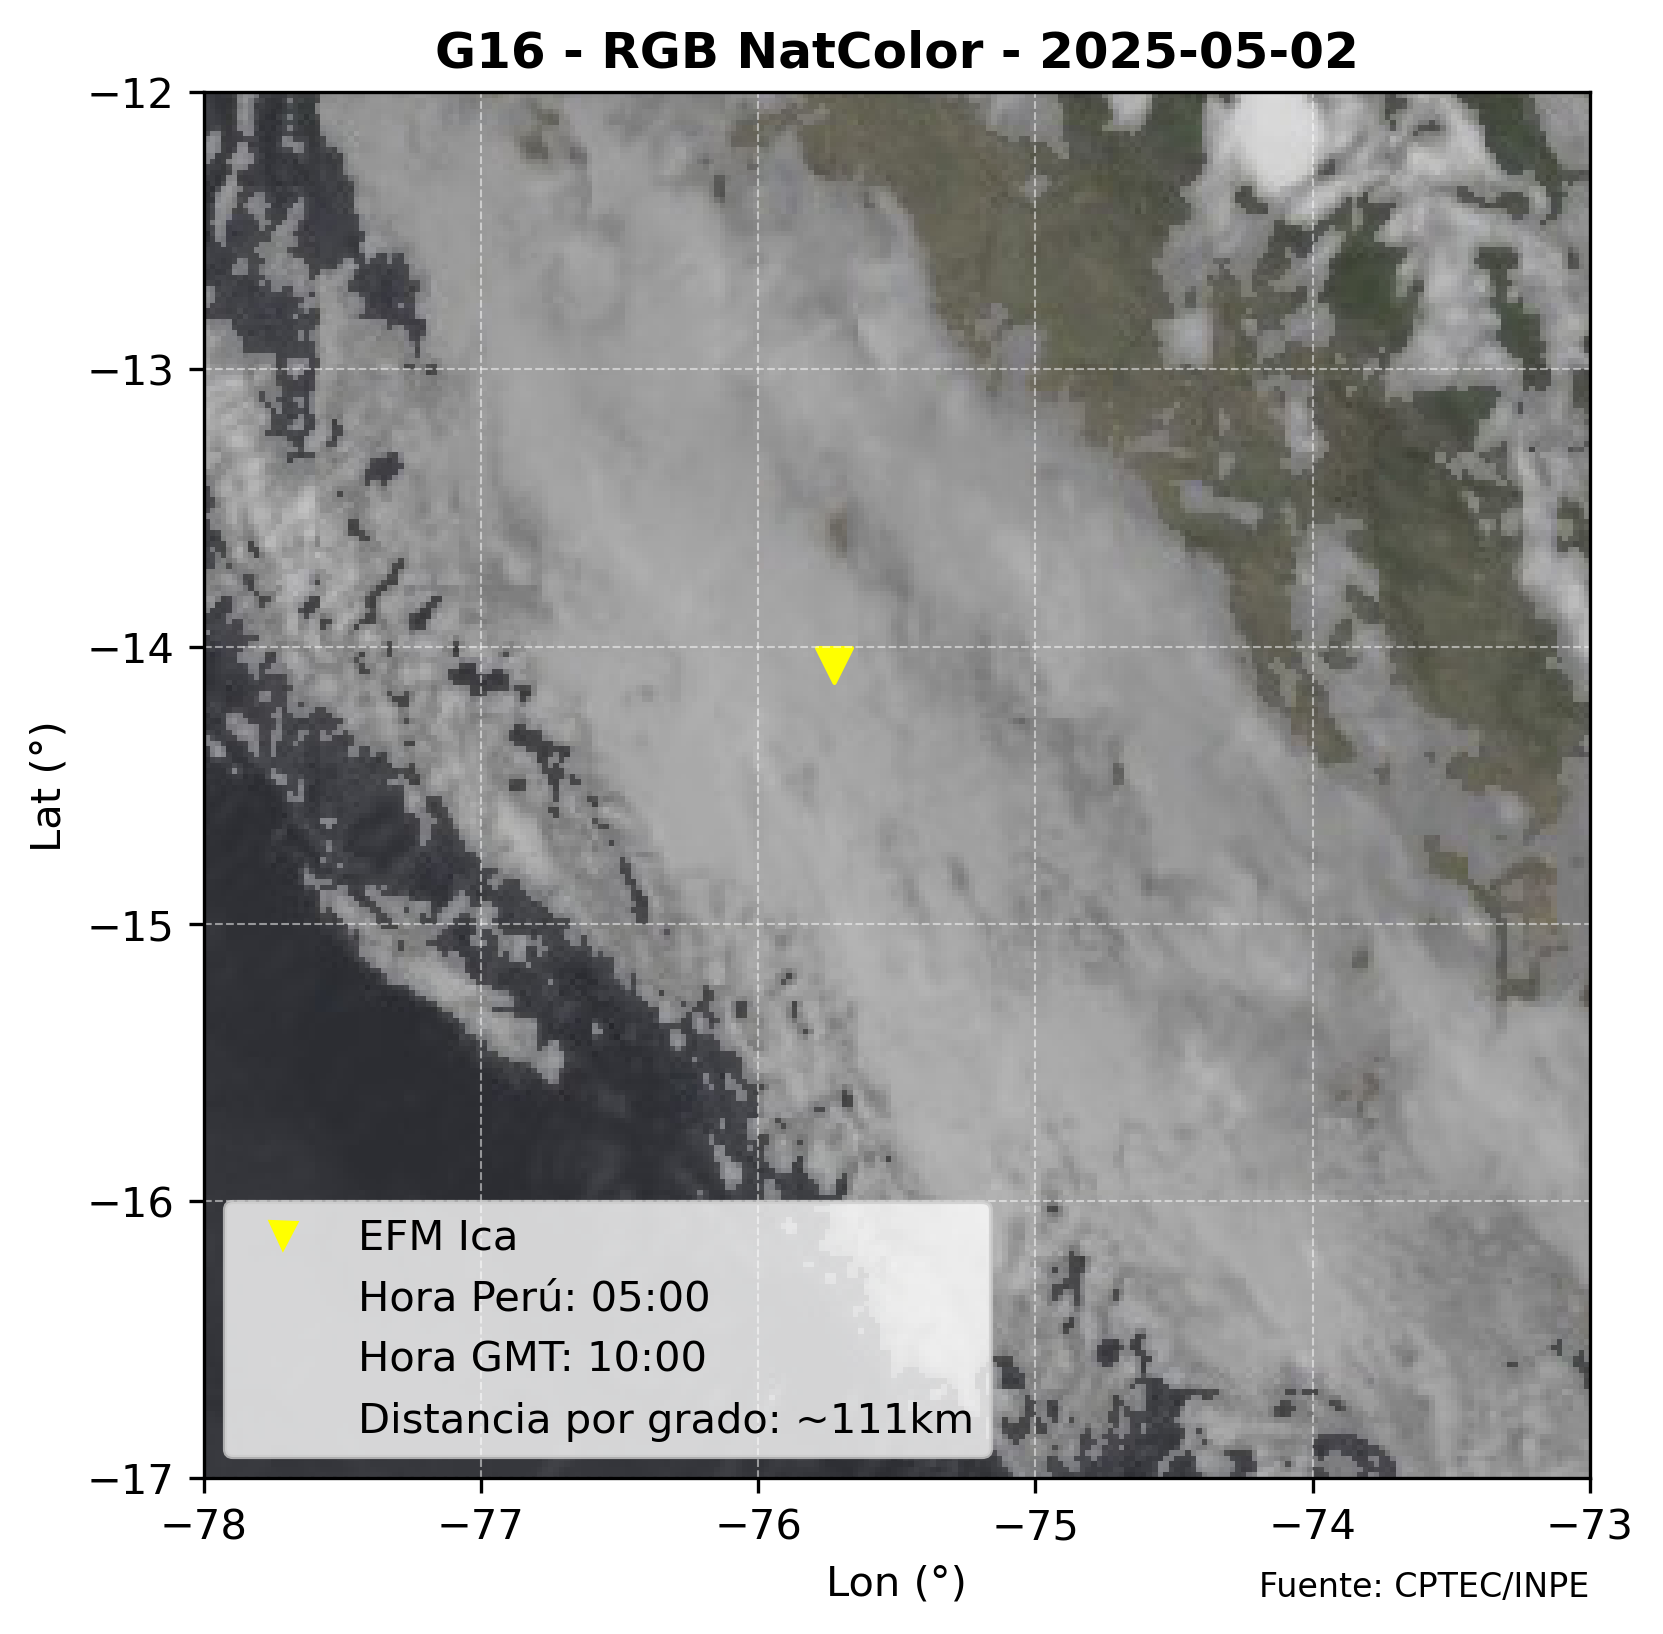 G16 - RGB NatColor - 2025-05-02
−12
−13
−14
−15
−16
−17
Lat (°)
EFM Ica
Hora Perú: 05:00
Hora GMT: 10:00
Distancia por grado: ~111km
−78 −77 −76 −75 −74 −73
Lon (°)
Fuente: CPTEC/INPE